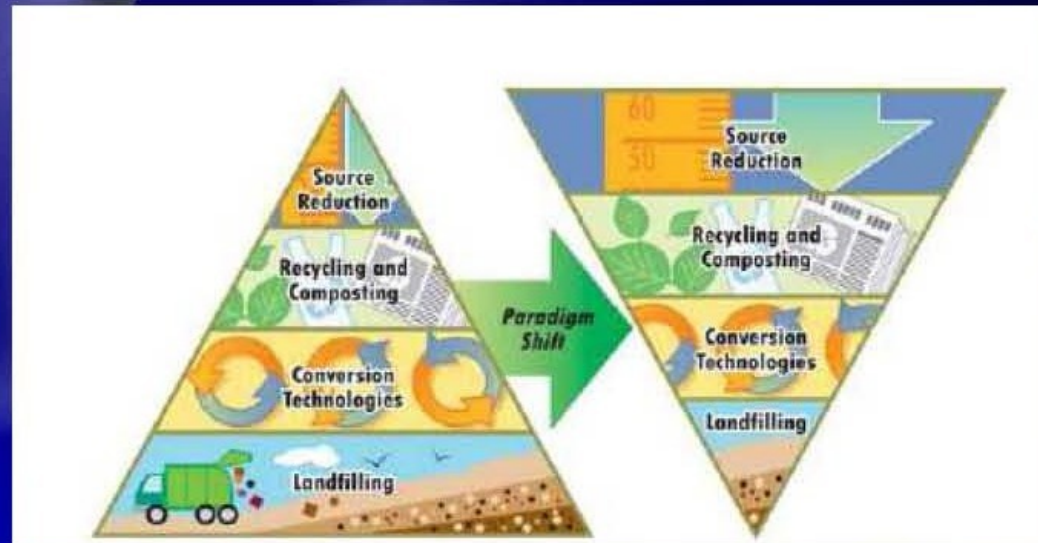 Source
Reduction
Recycling and
Composting
Conversion
Technologies
Landfilling
Paradigm
Shift
60
50
Source
Reduction
Recycling and
Composting
Conversion
Technologies
Landfilling